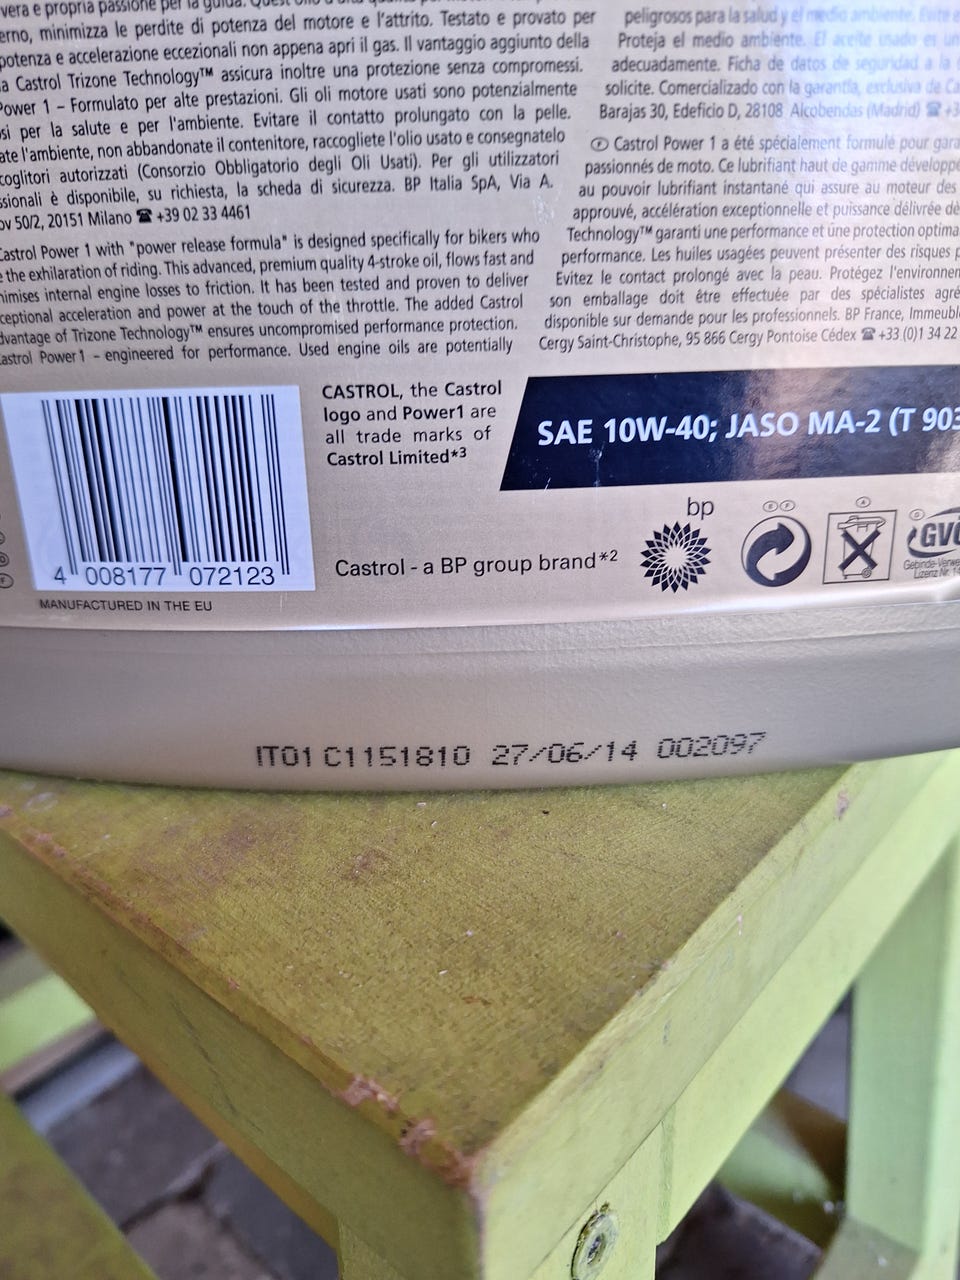 vera e propria passione per la guida.
erno, minimizza le perdite di potenza del motore e l'attrito. Testato e provato per
potenza e accelerazione eccezionali non appena apri il gas. Il vantaggio aggiunto della
a Castrol Trizone Technology™ assicura inoltre una protezione senza compromessi.
Power 1 – Formulato per alte prestazioni. Gli oli motore usati sono potenzialmente
si per la salute e per l'ambiente. Evitare il contatto prolungato con la pelle.
ate l'ambiente, non abbandonate il contenitore, raccogliete l'olio usato e consegnatelo
coglitori autorizzati (Consorzio Obbligatorio degli Oli Usati). Per gli utilizzatori
ssionali è disponibile, su richiesta, la scheda di sicurezza. BP Italia SpA, Via A.
ov 50/2, 20151 Milano ☎ +39 02 33 4461
Castrol Power 1 with "power release formula" is designed specifically for bikers who
e the exhilaration of riding. This advanced, premium quality 4-stroke oil, flows fast and
nimises internal engine losses to friction. It has been tested and proven to deliver
ceptional acceleration and power at the touch of the throttle. The added Castrol
dvantage of Trizone Technology™ ensures uncompromised performance protection.
Castrol Power1 – engineered for performance. Used engine oils are potentially
peligrosos para la salud y el medio ambiente. Evite e
Proteja el medio ambiente. El aceite usado es un
adecuadamente. Ficha de datos de seguridad a la
solicite. Comercializado con la garantía, exclusiva de Ca
Barajas 30, Edeficio D, 28108 Alcobendas (Madrid) ☎ +3
F Castrol Power 1 a été spécialement formulé pour gara
passionnés de moto. Ce lubrifiant haut de gamme développé
au pouvoir lubrifiant instantané qui assure au moteur des
approuvé, accélération exceptionnelle et puissance délivrée dè
Technology™ garanti une performance et une protection optima
performance. Les huiles usagées peuvent présenter des risques p
Evitez le contact prolongé avec la peau. Protégez l'environnem
son emballage doit être effectuée par des spécialistes agré
disponible sur demande pour les professionnels. BP France, Immeubl
Cergy Saint-Christophe, 95 866 Cergy Pontoise Cédex ☎ +33 (0)1 34 22
CASTROL, the Castrol
logo and Power1 are
all trade marks of
Castrol Limited*3
SAE 10W-40; JASO MA-2 (T 903
4 008177 072123
MANUFACTURED IN THE EU
Castrol - a BP group brand*2
bp
E F
A
D
GVÖ
Gebinde-Verwe
Lizenz Nr. 14
IT01 C1151810 27/06/14 002097